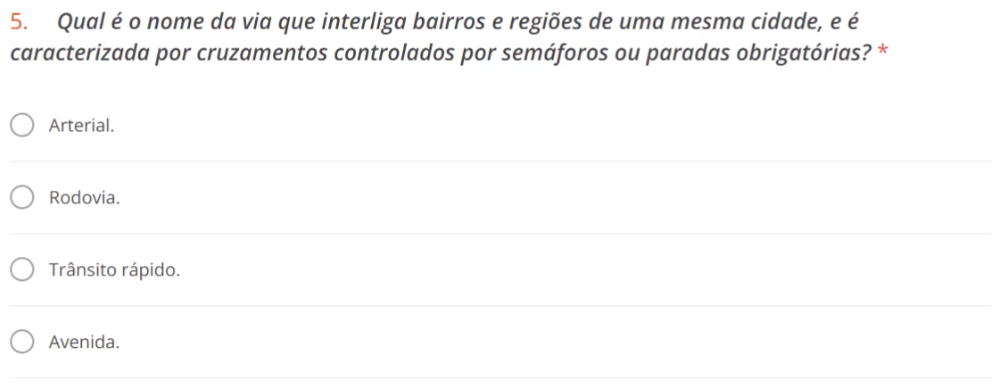 5. Qual é o nome da via que interliga bairros e regiões de uma mesma cidade, e é
caracterizada por cruzamentos controlados por semáforos ou paradas obrigatórias? *
Arterial.
Rodovia.
Trânsito rápido.
Avenida.